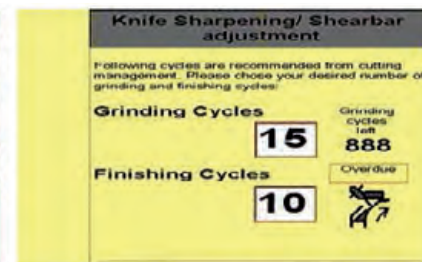 Knife Sharpening/ Shearbar
adjustment
Following cycles are recommended from cutting
management. Please chose your desired number of
grinding and finishing cycles:
Grinding Cycles
Grinding
cycles
left
15
888
Finishing Cycles
Overdue
10